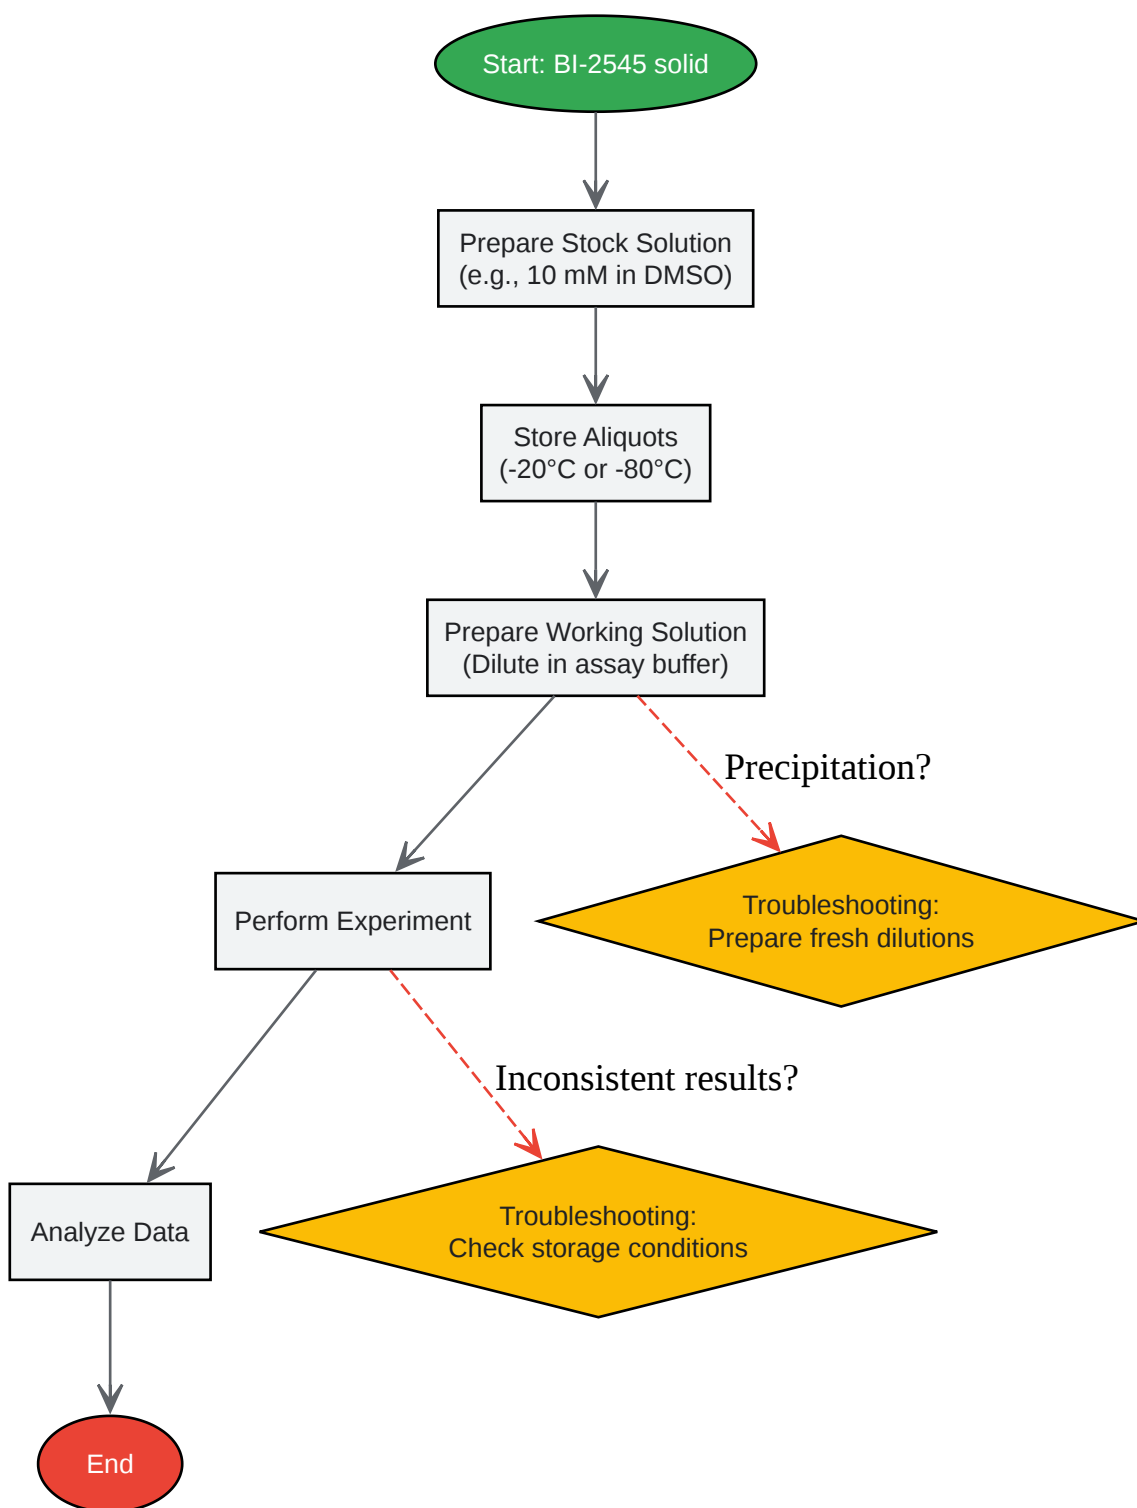 Start: BI-2545 solid
Prepare Stock Solution
(e.g., 10 mM in DMSO)
Store Aliquots
(-20°C or -80°C)
Prepare Working Solution
(Dilute in assay buffer)
Precipitation?
Perform Experiment
Troubleshooting:
Prepare fresh dilutions
Inconsistent results?
Analyze Data
Troubleshooting:
Check storage conditions
End